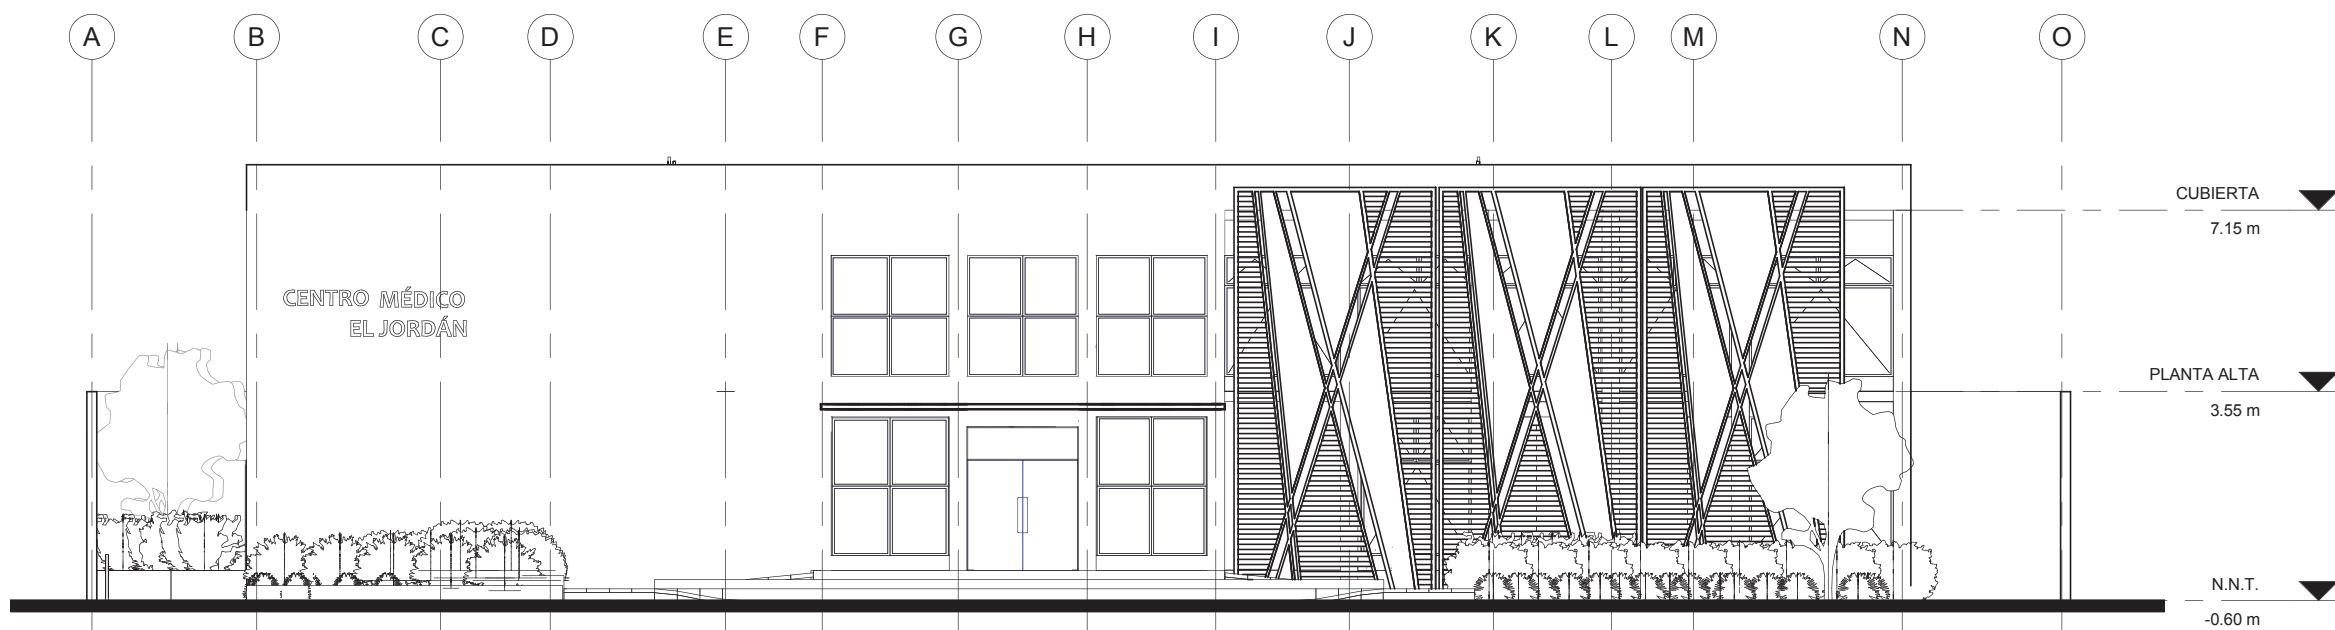 A B C D E F G H I J K L M N O
CUBIERTA
7.15 m
CENTRO MÉDICO
EL JORDÁN
PLANTA ALTA
3.55 m
N.N.T.
-0.60 m